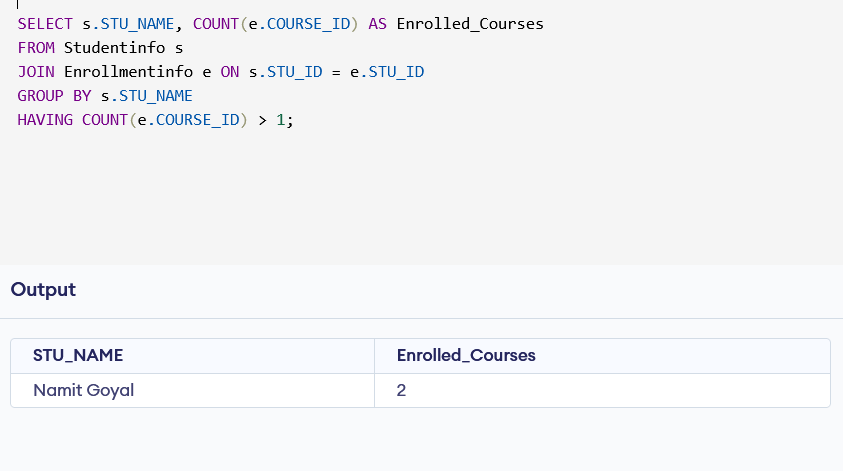 SELECT s.STU_NAME, COUNT(e.COURSE_ID) AS Enrolled_Courses
FROM Studentinfo s
JOIN Enrollmentinfo e ON s.STU_ID = e.STU_ID
GROUP BY s.STU_NAME
HAVING COUNT(e.COURSE_ID) > 1;
Output
STU_NAME Enrolled_Courses
Namit Goyal 2